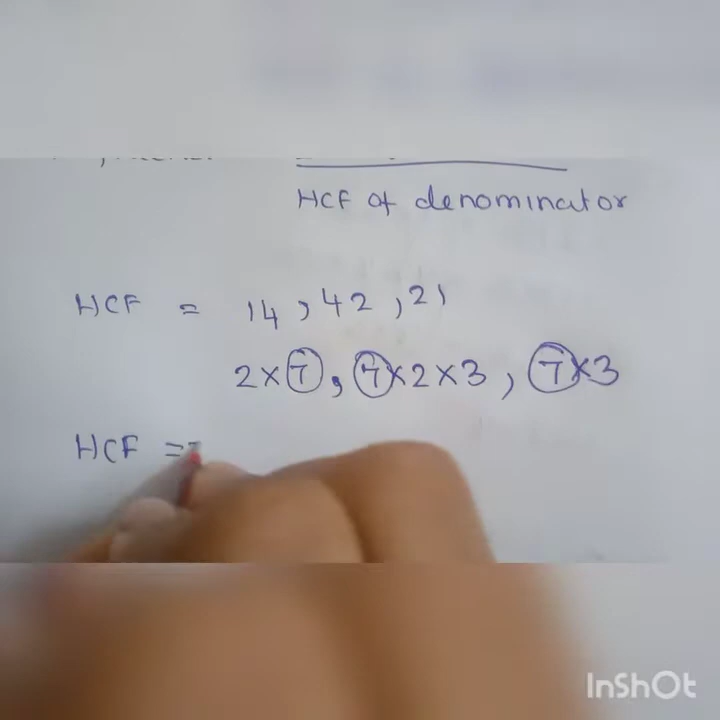 HCF of denominator
HCF = 14, 42, 21
2×7, 7×2×3, 7×3
HCF =
InShOt